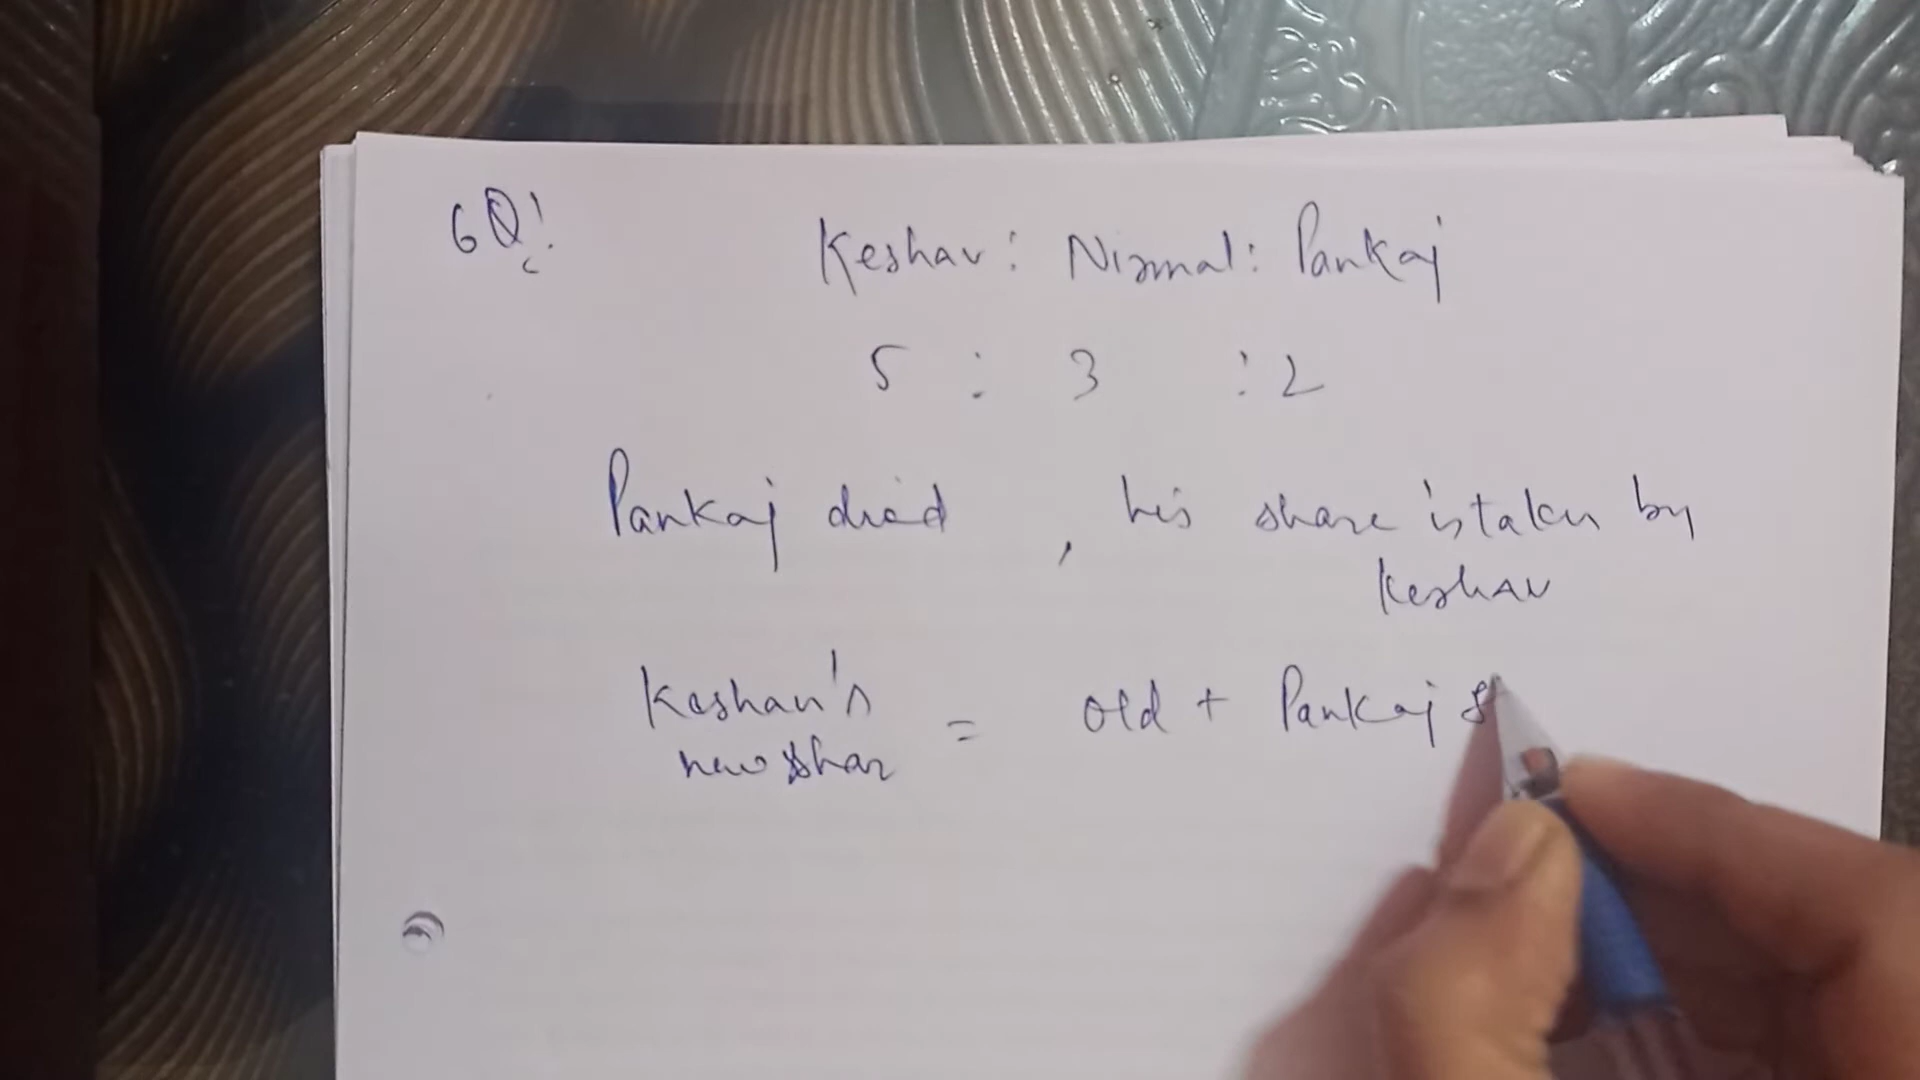 6Q!
Keshav : Nirmal : Pankaj
5 : 3 : 2
Pankaj died , his share is taken by
Keshav
Keshav's
new shar = old + Pankaj s